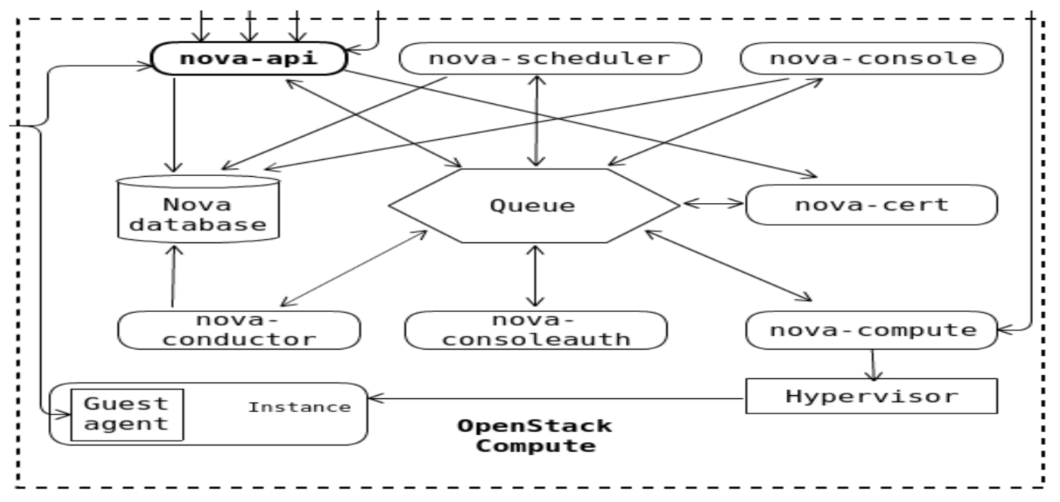 nova-api
nova-scheduler
nova-console
Nova
database
Queue
nova-cert
nova-
conductor
nova-
consoleauth
nova-compute
Guest
agent
Instance
Hypervisor
OpenStack
Compute